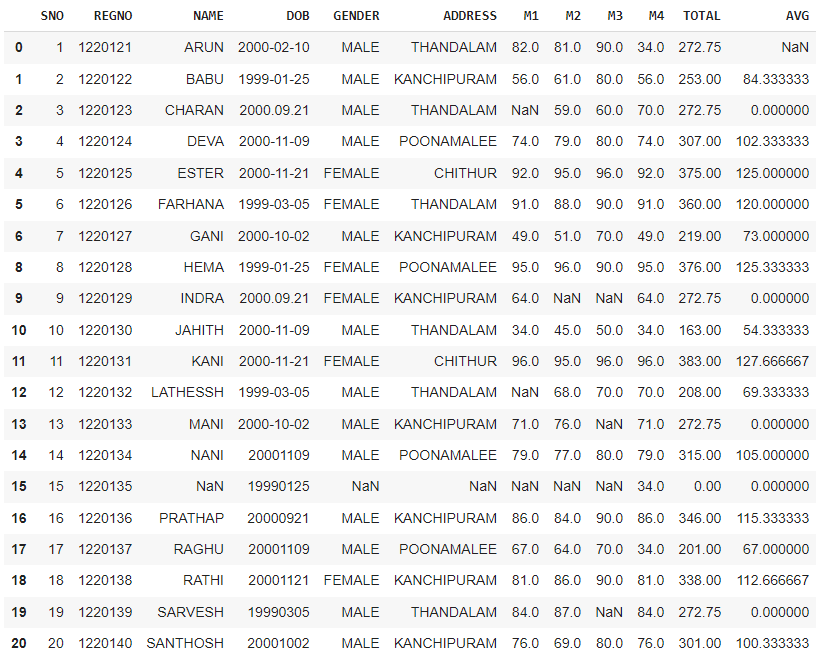 SNO REGNO NAME DOB GENDER ADDRESS M1 M2 M3 M4 TOTAL AVG
0 1 1220121 ARUN 2000-02-10 MALE THANDALAM 82.0 81.0 90.0 34.0 272.75 NaN
1 2 1220122 BABU 1999-01-25 MALE KANCHIPURAM 56.0 61.0 80.0 56.0 253.00 84.333333
2 3 1220123 CHARAN 2000.09.21 MALE THANDALAM NaN 59.0 60.0 70.0 272.75 0.000000
3 4 1220124 DEVA 2000-11-09 MALE POONAMALEE 74.0 79.0 80.0 74.0 307.00 102.333333
4 5 1220125 ESTER 2000-11-21 FEMALE CHITHUR 92.0 95.0 96.0 92.0 375.00 125.000000
5 6 1220126 FARHANA 1999-03-05 FEMALE THANDALAM 91.0 88.0 90.0 91.0 360.00 120.000000
6 7 1220127 GANI 2000-10-02 MALE KANCHIPURAM 49.0 51.0 70.0 49.0 219.00 73.000000
8 8 1220128 HEMA 1999-01-25 FEMALE POONAMALEE 95.0 96.0 90.0 95.0 376.00 125.333333
9 9 1220129 INDRA 2000.09.21 FEMALE KANCHIPURAM 64.0 NaN NaN 64.0 272.75 0.000000
10 10 1220130 JAHITH 2000-11-09 MALE THANDALAM 34.0 45.0 50.0 34.0 163.00 54.333333
11 11 1220131 KANI 2000-11-21 FEMALE CHITHUR 96.0 95.0 96.0 96.0 383.00 127.666667
12 12 1220132 LATHESSH 1999-03-05 MALE THANDALAM NaN 68.0 70.0 70.0 208.00 69.333333
13 13 1220133 MANI 2000-10-02 MALE KANCHIPURAM 71.0 76.0 NaN 71.0 272.75 0.000000
14 14 1220134 NANI 20001109 MALE POONAMALEE 79.0 77.0 80.0 79.0 315.00 105.000000
15 15 1220135 NaN 19990125 NaN NaN NaN NaN NaN 34.0 0.00 0.000000
16 16 1220136 PRATHAP 20000921 MALE KANCHIPURAM 86.0 84.0 90.0 86.0 346.00 115.333333
17 17 1220137 RAGHU 20001109 MALE POONAMALEE 67.0 64.0 70.0 34.0 201.00 67.000000
18 18 1220138 RATHI 20001121 FEMALE KANCHIPURAM 81.0 86.0 90.0 81.0 338.00 112.666667
19 19 1220139 SARVESH 19990305 MALE THANDALAM 84.0 87.0 NaN 84.0 272.75 0.000000
20 20 1220140 SANTHOSH 20001002 MALE KANCHIPURAM 76.0 69.0 80.0 76.0 301.00 100.333333